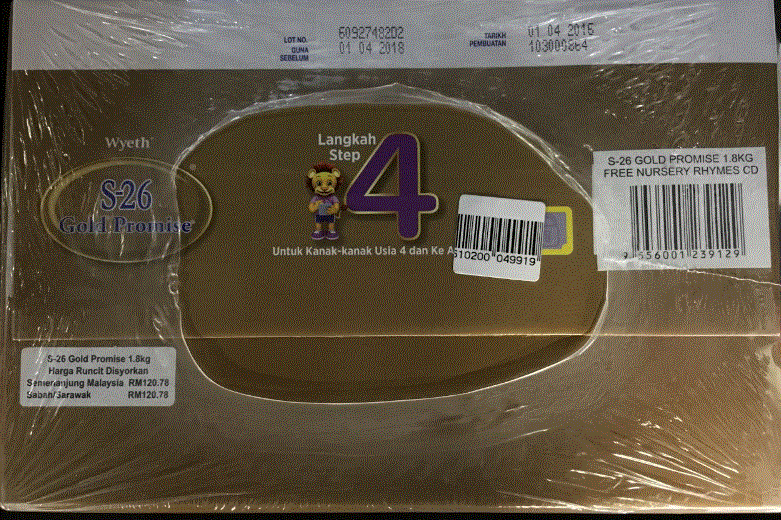 LOT NO. 6092748202
GUNA SEBELUM 01 04 2018
TARIKH PEMBUATAN 01 04 2016
Wyeth
S-26
Gold Promise
Langkah
Step
4
Untuk Kanak-kanak Usia 4 dan Ke
S-26 GOLD PROMISE 1.8KG
FREE NURSERY RHYMES CD
9 556001 239129
S-26 Gold Promise 1.8kg
Harga Runcit Disyorkan
Semenanjung Malaysia RM120.78
Sabah/Sarawak RM120.78